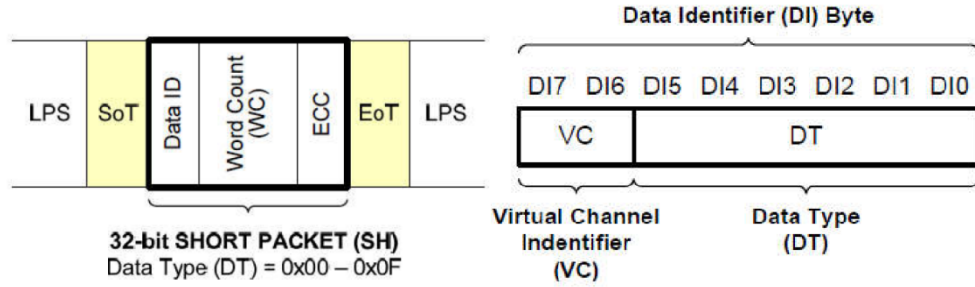 LPS
SoT
Data ID
Word Count
(WC)
ECC
EoT
LPS
32-bit SHORT PACKET (SH)
Data Type (DT) = 0x00 – 0x0F
Data Identifier (DI) Byte
DI7 DI6 DI5 DI4 DI3 DI2 DI1 DI0
VC DT
Virtual Channel
Indentifier
(VC)
Data Type
(DT)